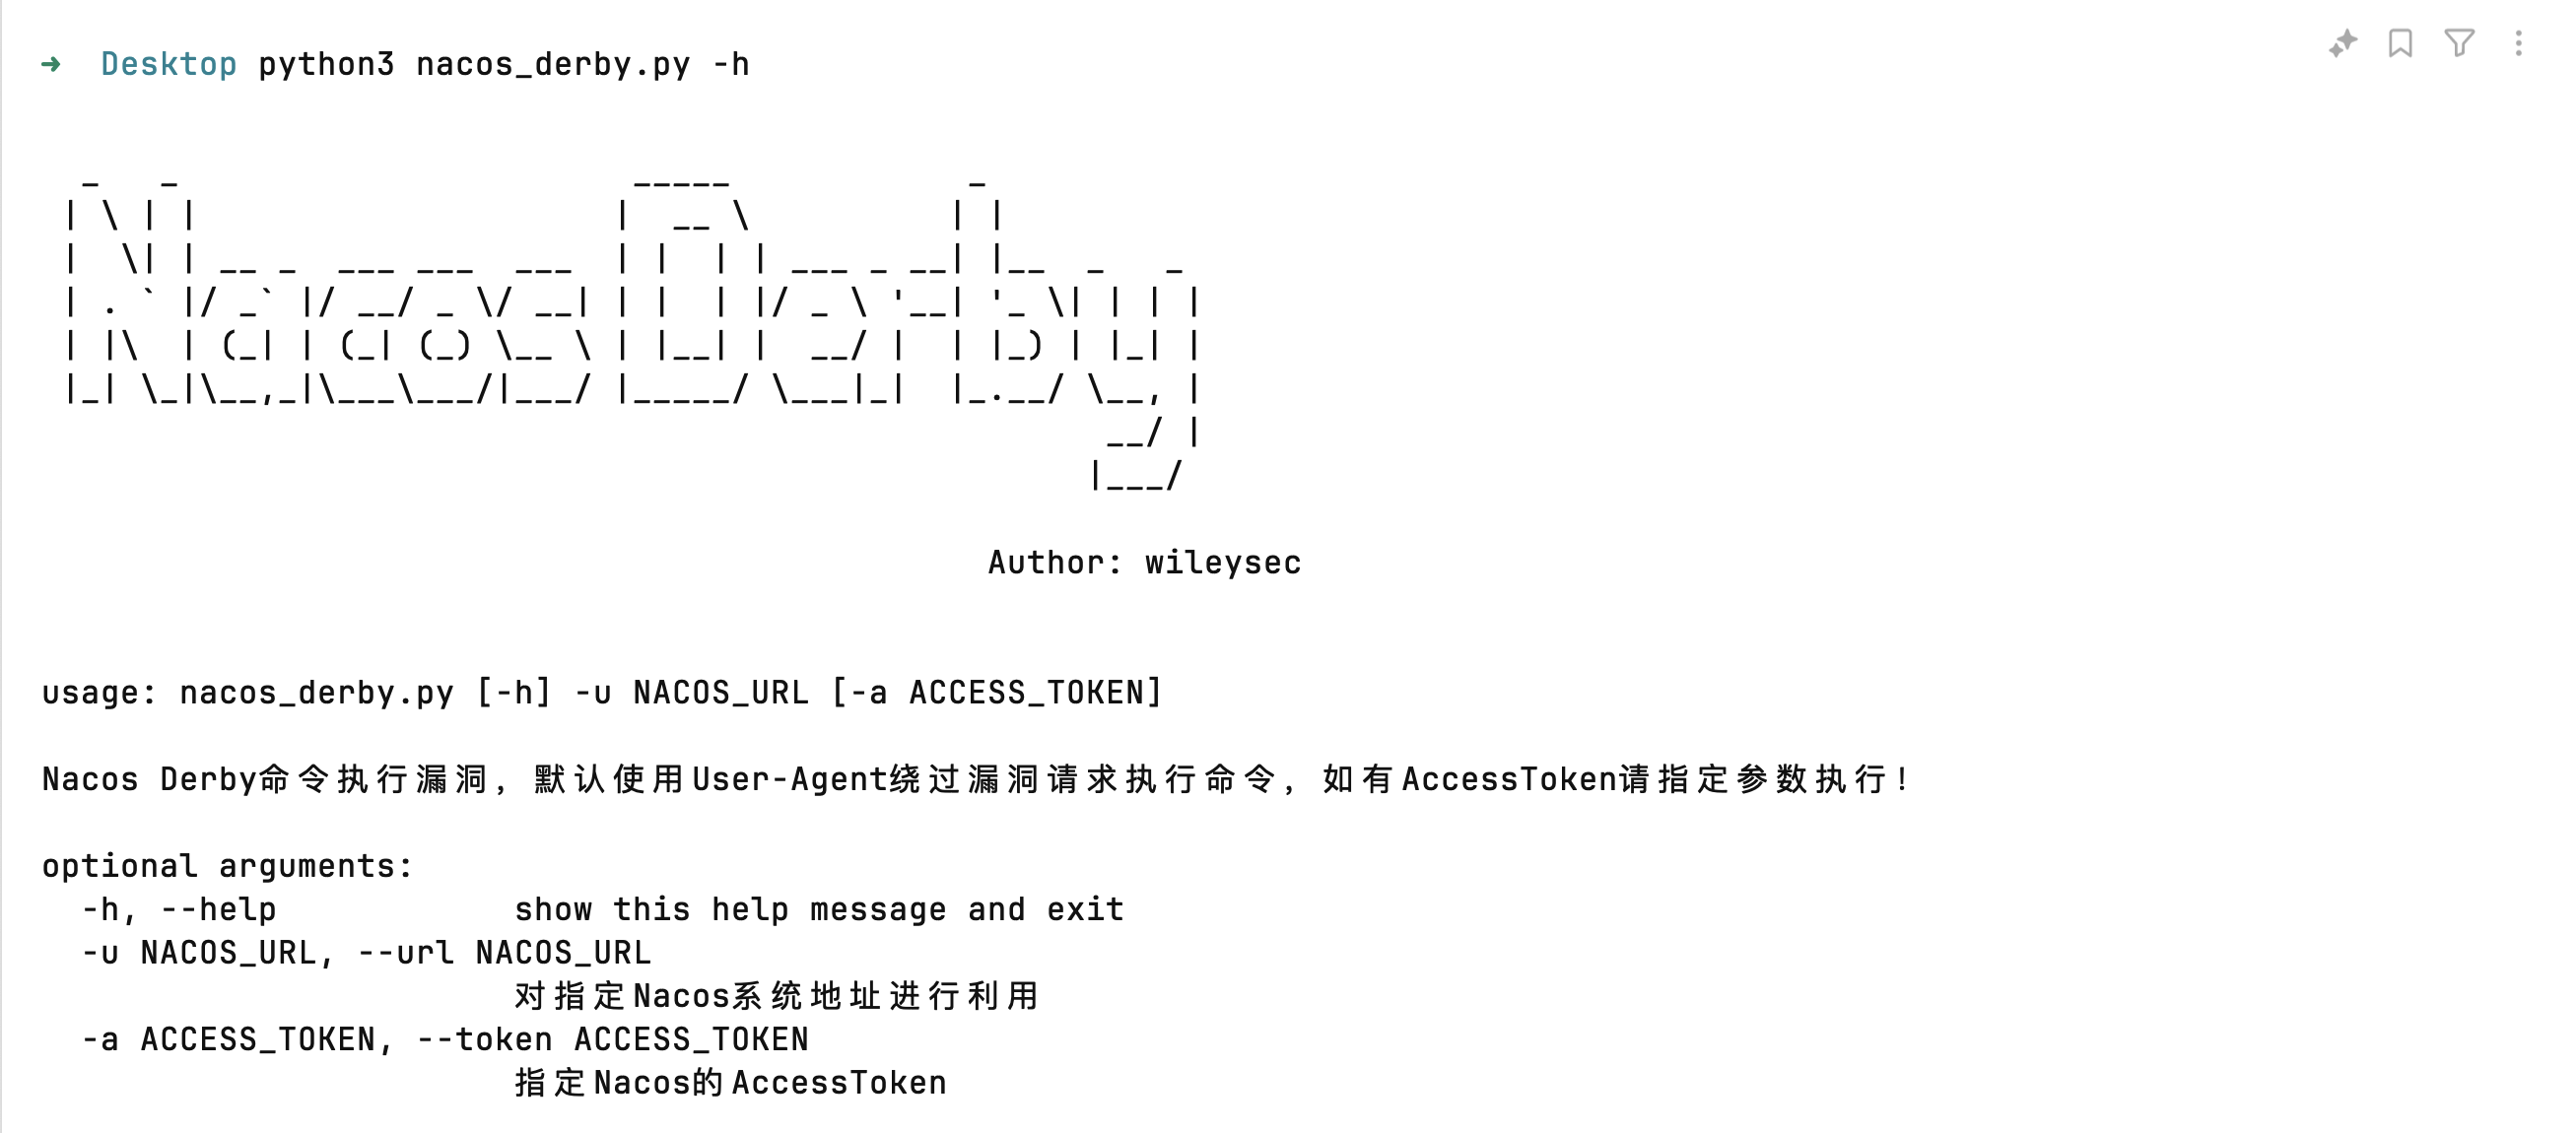 ➜  Desktop python3 nacos_derby.py -h
  _   _                       _____            _
 | \ | |                     |  __ \          | |
 |  \| | __ _  ___ ___  ___  | |  | | ___ _ __| |__  _   _
 | . ` |/ _` |/ __/ _ \/ __| | |  | |/ _ \ '__| '_ \| | | |
 | |\  | (_| | (_| (_) \__ \ | |__| |  __/ |  | |_) | |_| |
 |_| \_|\__,_|\___\___/|___/ |_____/ \___|_|  |_.__/ \__, |
                                                      __/ |
                                                     |___/
Author: wileysec
usage: nacos_derby.py [-h] -u NACOS_URL [-a ACCESS_TOKEN]
Nacos Derby命令执行漏洞, 默认使用User-Agent绕过漏洞请求执行命令, 如有AccessToken请指定参数执行!
optional arguments:
  -h, --help            show this help message and exit
  -u NACOS_URL, --url NACOS_URL
                        对指定Nacos系统地址进行利用
  -a ACCESS_TOKEN, --token ACCESS_TOKEN
                        指定Nacos的AccessToken